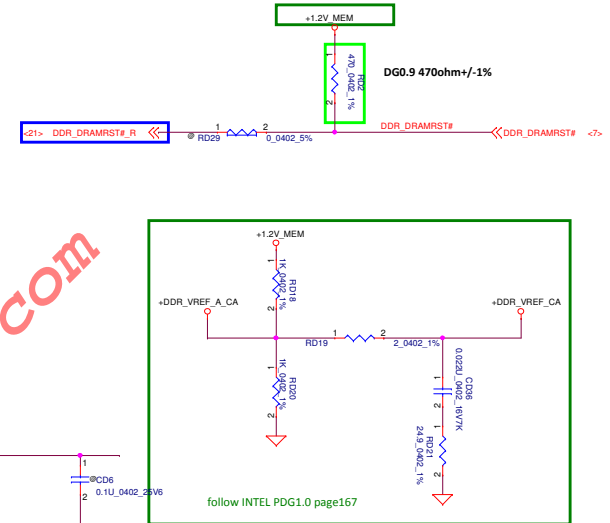 +1.2V_MEM
1
RD2
470_0402_1%
2
DG0.9 470ohm+/-1%
<21> DDR_DRAMRST#_R
@ RD29
1
2
0_0402_5%
DDR_DRAMRST#
DDR_DRAMRST# <7>
com
+1.2V_MEM
1
RD18
1K_0402_1%
2
+DDR_VREF_A_CA
+DDR_VREF_CA
RD19
1
2
2_0402_1%
1
RD20
1K_0402_1%
2
1
CD36
0.022U_0402_16V7K
2
1
RD21
24.9_0402_1%
2
1
@CD6
0.1U_0402_25V6
2
follow INTEL PDG1.0 page167